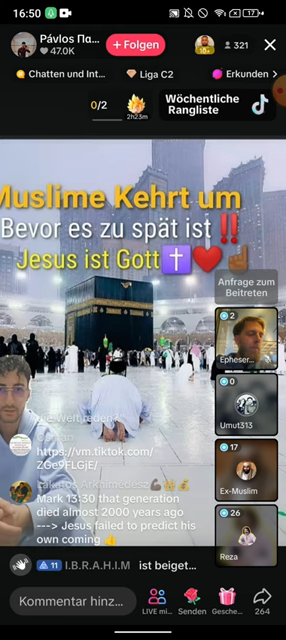 16:50
17
Pávlos Πα...
47.0K
+ Folgen
10+
321
Chatten und Int...
Liga C2
Erkunden
0/2
2h23m
Wöchentliche
Rangliste
Muslime Kehrt um
Bevor es zu spät ist‼️
Jesus ist Gott✝️❤️☝🏾
Anfrage zum
Beitreten
2
Epheser...
0
Umut313
17
Ex-Muslim
26
Reza
https://vm.tiktok.com/
ZGe9FLGjE/
Mark 13:30 that generation
died almost 2000 years ago
---> Jesus failed to predict his
own coming 👍
11 I.B.R.A.H.I.M ist beiget...
Kommentar hinz...
LIVE mi...
Senden
Gesche...
264